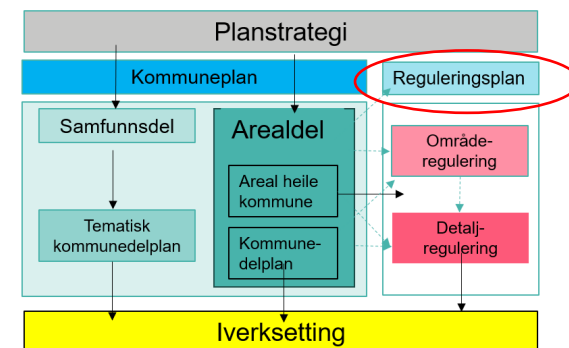 Planstrategi
Kommuneplan
Reguleringsplan
Samfunnsdel
Arealdel
Område-
regulering
Areal heile
kommune
Tematisk
kommunedelplan
Kommune-
delplan
Detalj-
regulering
Iverksetting